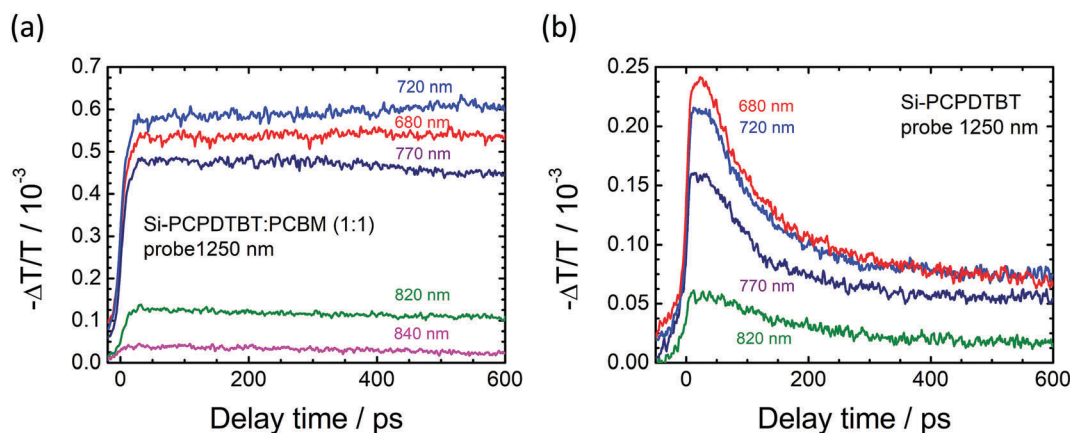 (a)
0.7
0.6
0.5
0.4
0.3
0.2
0.1
0.0
-ΔT/T / 10⁻³
720 nm
680 nm
770 nm
Si-PCPDTBT:PCBM (1:1)
probe1250 nm
820 nm
840 nm
0 200 400 600
Delay time / ps
(b)
0.25
0.20
0.15
0.10
0.05
0.00
-ΔT/T / 10⁻³
680 nm
720 nm
Si-PCPDTBT
probe 1250 nm
770 nm
820 nm
0 200 400 600
Delay time / ps